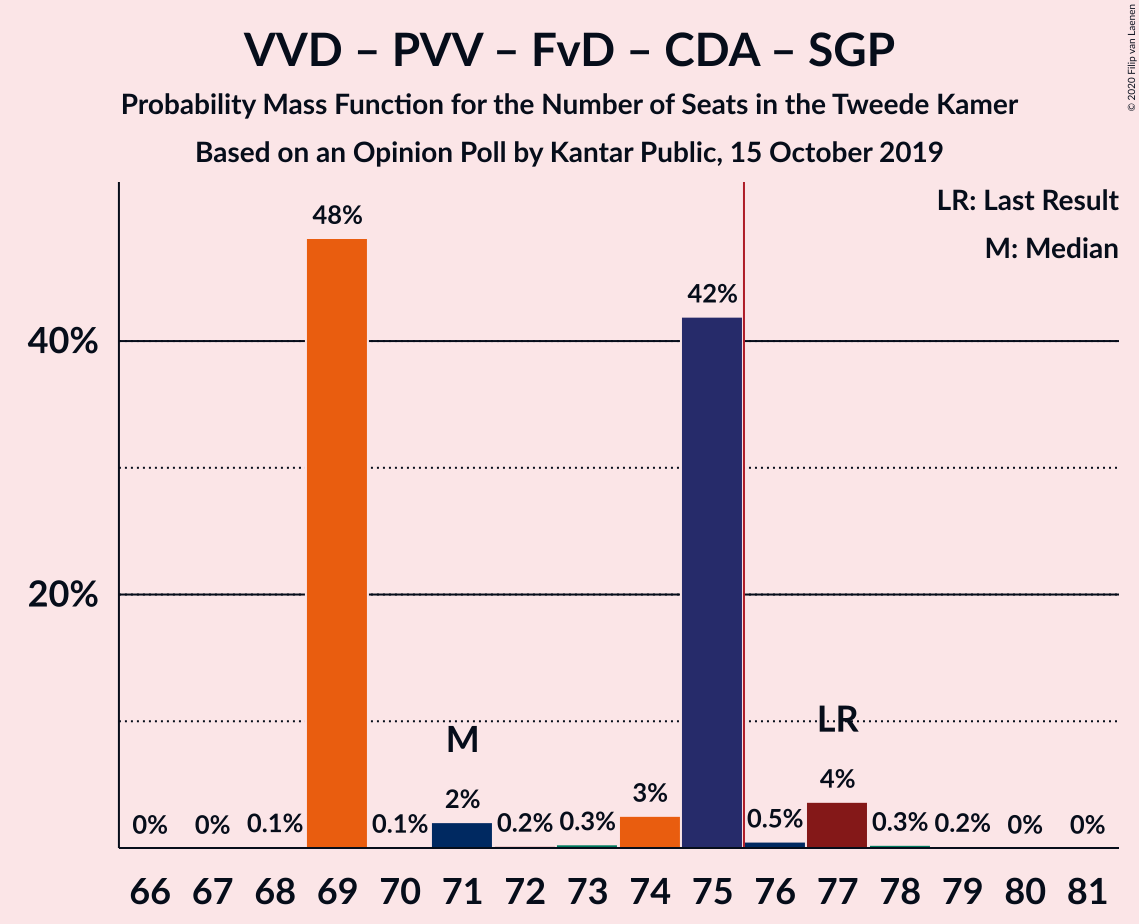 VVD – PVV – FvD – CDA – SGP
Probability Mass Function for the Number of Seats in the Tweede Kamer
Based on an Opinion Poll by Kantar Public, 15 October 2019
© 2020 Filip van Laenen
LR: Last Result
M: Median
40%
20%
0% 0% 0.1% 48% 0.1% 2% 0.2% 0.3% 3% 42% 0.5% 4% 0.3% 0.2% 0% 0%
M LR
66 67 68 69 70 71 72 73 74 75 76 77 78 79 80 81